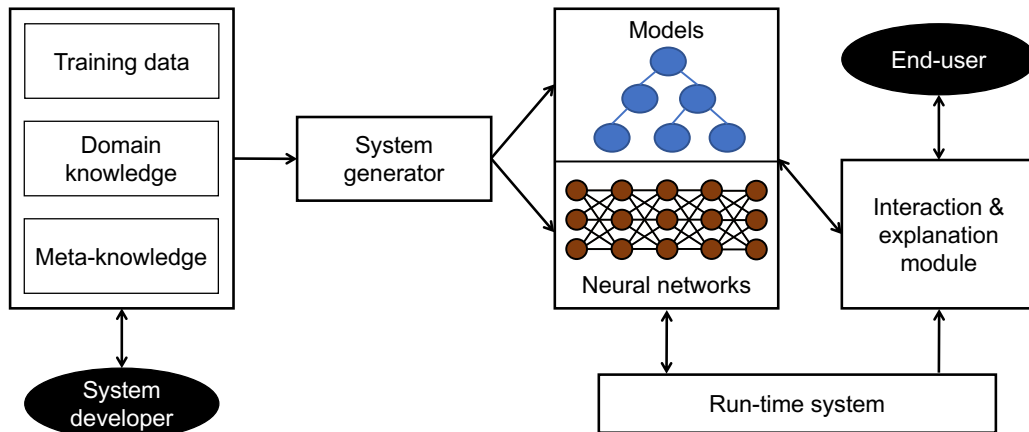 Training data
Domain
knowledge
Meta-knowledge
System
developer
System
generator
Models
Neural networks
End-user
Interaction &
explanation
module
Run-time system